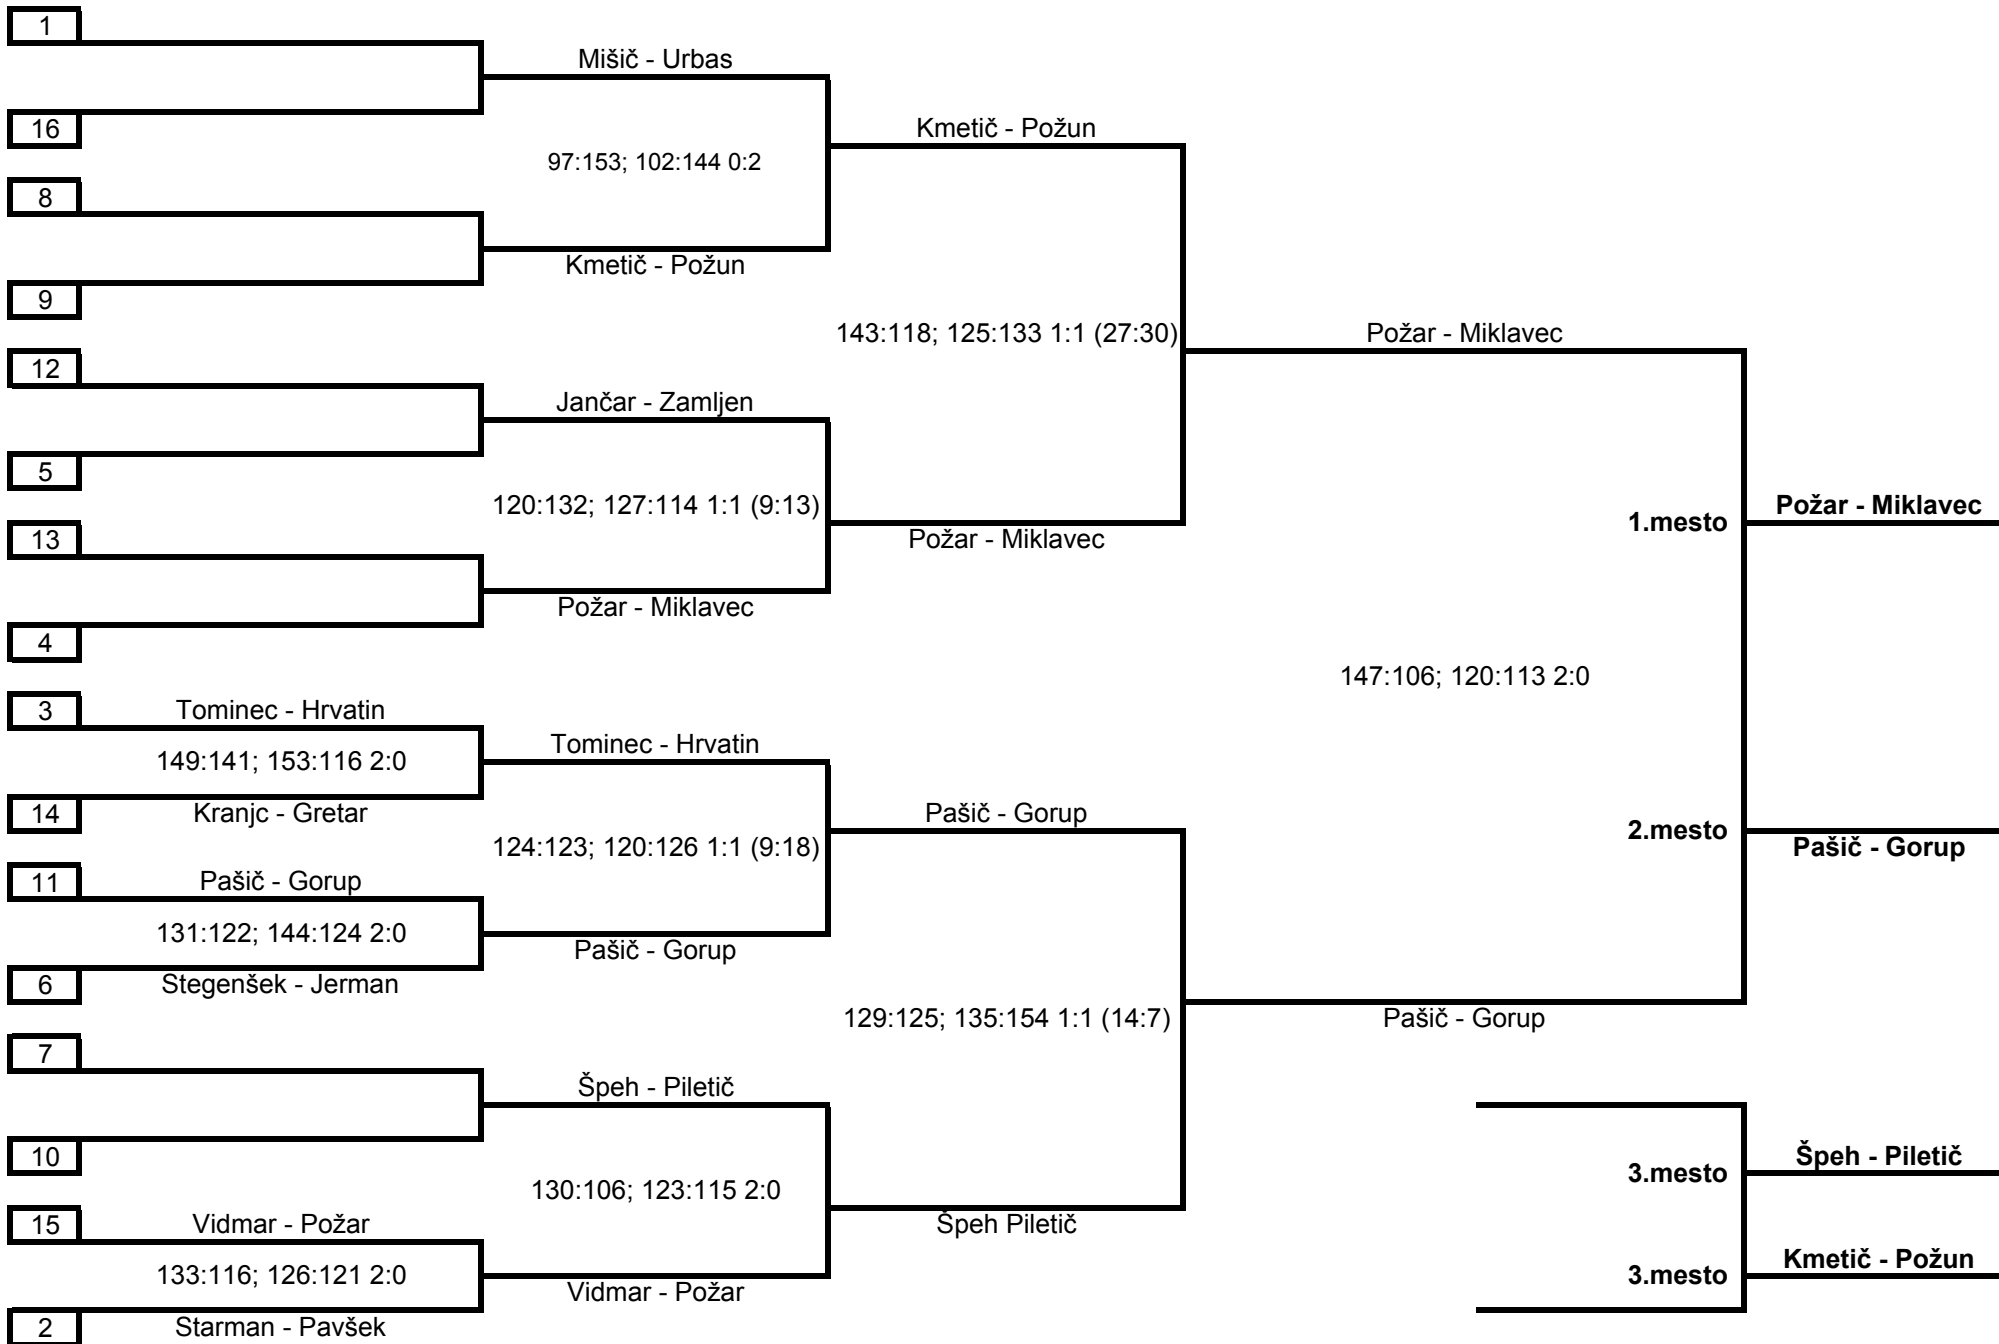 1
Mišič - Urbas
16
Kmetič - Požun
97:153; 102:144 0:2
8
Kmetič - Požun
9
143:118; 125:133 1:1 (27:30)
Požar - Miklavec
12
Jančar - Zamljen
5
120:132; 127:114 1:1 (9:13)
1.mesto
Požar - Miklavec
13
Požar - Miklavec
Požar - Miklavec
4
147:106; 120:113 2:0
3
Tominec - Hrvatin
149:141; 153:116 2:0
Tominec - Hrvatin
14
Kranjc - Gretar
Pašič - Gorup
124:123; 120:126 1:1 (9:18)
2.mesto
Pašič - Gorup
11
Pašič - Gorup
131:122; 144:124 2:0
Pašič - Gorup
6
Stegenšek - Jerman
129:125; 135:154 1:1 (14:7)
Pašič - Gorup
7
Špeh - Piletič
10
3.mesto
Špeh - Piletič
130:106; 123:115 2:0
15
Vidmar - Požar
Špeh Piletič
133:116; 126:121 2:0
Vidmar - Požar
3.mesto
Kmetič - Požun
2
Starman - Pavšek